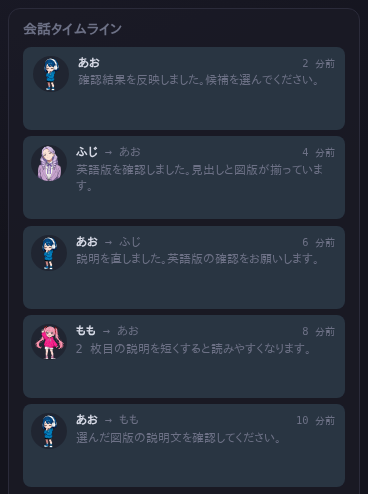 会話タイムライン
あお 2 分前
確認結果を反映しました。候補を選んでください。
ふじ → あお 4 分前
英語版を確認しました。見出しと図版が揃っていま
す。
あお → ふじ 6 分前
説明を直しました。英語版の確認をお願いします。
もも → あお 8 分前
2 枚目の説明を短くすると読みやすくなります。
あお → もも 10 分前
選んだ図版の説明文を確認してください。